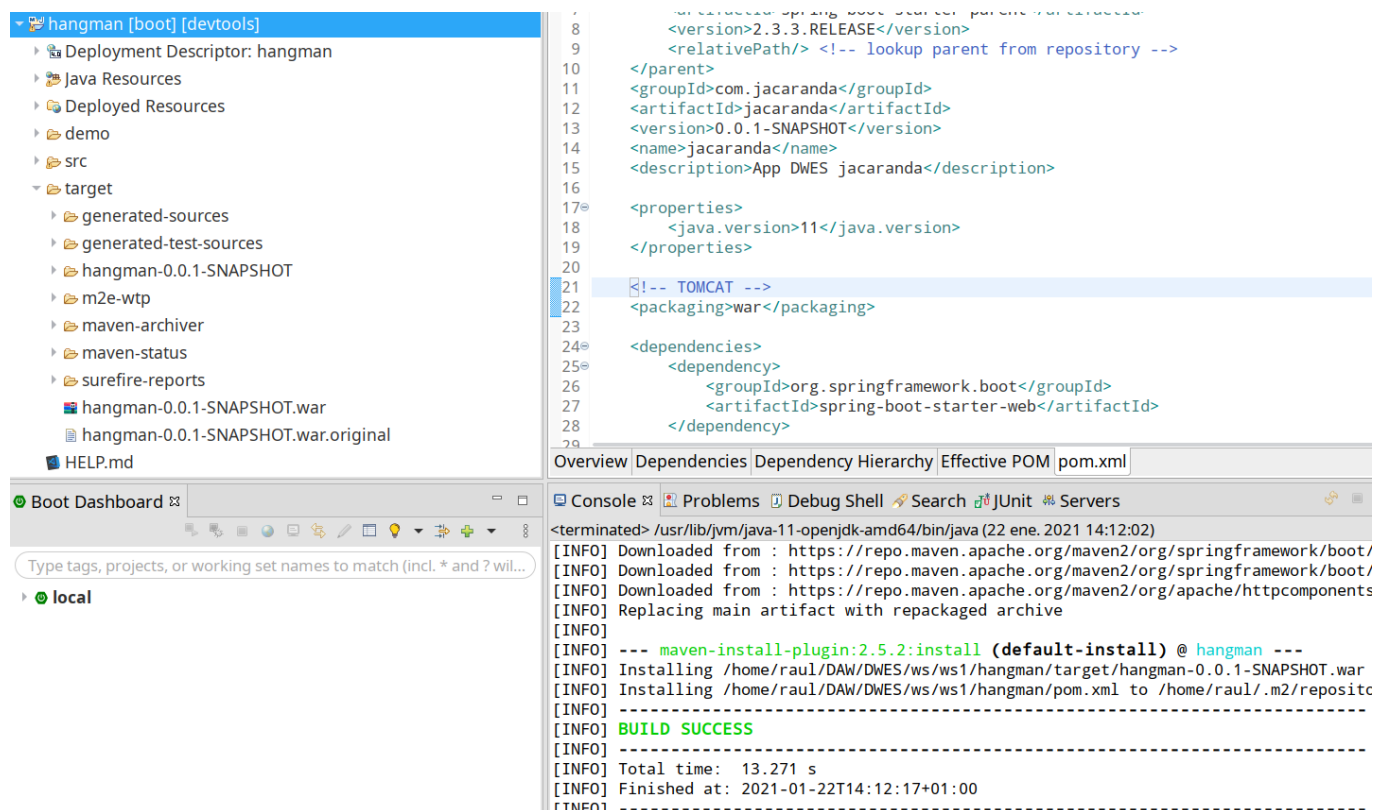 hangman [boot] [devtools]
Deployment Descriptor: hangman
Java Resources
Deployed Resources
demo
src
target
generated-sources
generated-test-sources
hangman-0.0.1-SNAPSHOT
m2e-wtp
maven-archiver
maven-status
surefire-reports
hangman-0.0.1-SNAPSHOT.war
hangman-0.0.1-SNAPSHOT.war.original
HELP.md
8 <version>2.3.3.RELEASE</version>
9 <relativePath/> <!-- lookup parent from repository -->
10 </parent>
11 <groupId>com.jacaranda</groupId>
12 <artifactId>jacaranda</artifactId>
13 <version>0.0.1-SNAPSHOT</version>
14 <name>jacaranda</name>
15 <description>App DWES jacaranda</description>
16
17 <properties>
18 <java.version>11</java.version>
19 </properties>
20
21 <!-- TOMCAT -->
22 <packaging>war</packaging>
23
24 <dependencies>
25 <dependency>
26 <groupId>org.springframework.boot</groupId>
27 <artifactId>spring-boot-starter-web</artifactId>
28 </dependency>
29
Overview Dependencies Dependency Hierarchy Effective POM pom.xml
Boot Dashboard
Type tags, projects, or working set names to match (incl. * and ? wil...
local
Console Problems Debug Shell Search JUnit Servers
<terminated> /usr/lib/jvm/java-11-openjdk-amd64/bin/java (22 ene. 2021 14:12:02)
[INFO] Downloaded from : https://repo.maven.apache.org/maven2/org/springframework/boot/
[INFO] Downloaded from : https://repo.maven.apache.org/maven2/org/springframework/boot/
[INFO] Downloaded from : https://repo.maven.apache.org/maven2/org/apache/httpcomponents
[INFO] Replacing main artifact with repackaged archive
[INFO]
[INFO] --- maven-install-plugin:2.5.2:install (default-install) @ hangman ---
[INFO] Installing /home/raul/DAW/DWES/ws/ws1/hangman/target/hangman-0.0.1-SNAPSHOT.war
[INFO] Installing /home/raul/DAW/DWES/ws/ws1/hangman/pom.xml to /home/raul/.m2/reposito
[INFO] ------------------------------------------------------------------------
[INFO] BUILD SUCCESS
[INFO] ------------------------------------------------------------------------
[INFO] Total time: 13.271 s
[INFO] Finished at: 2021-01-22T14:12:17+01:00
[INFO] ------------------------------------------------------------------------